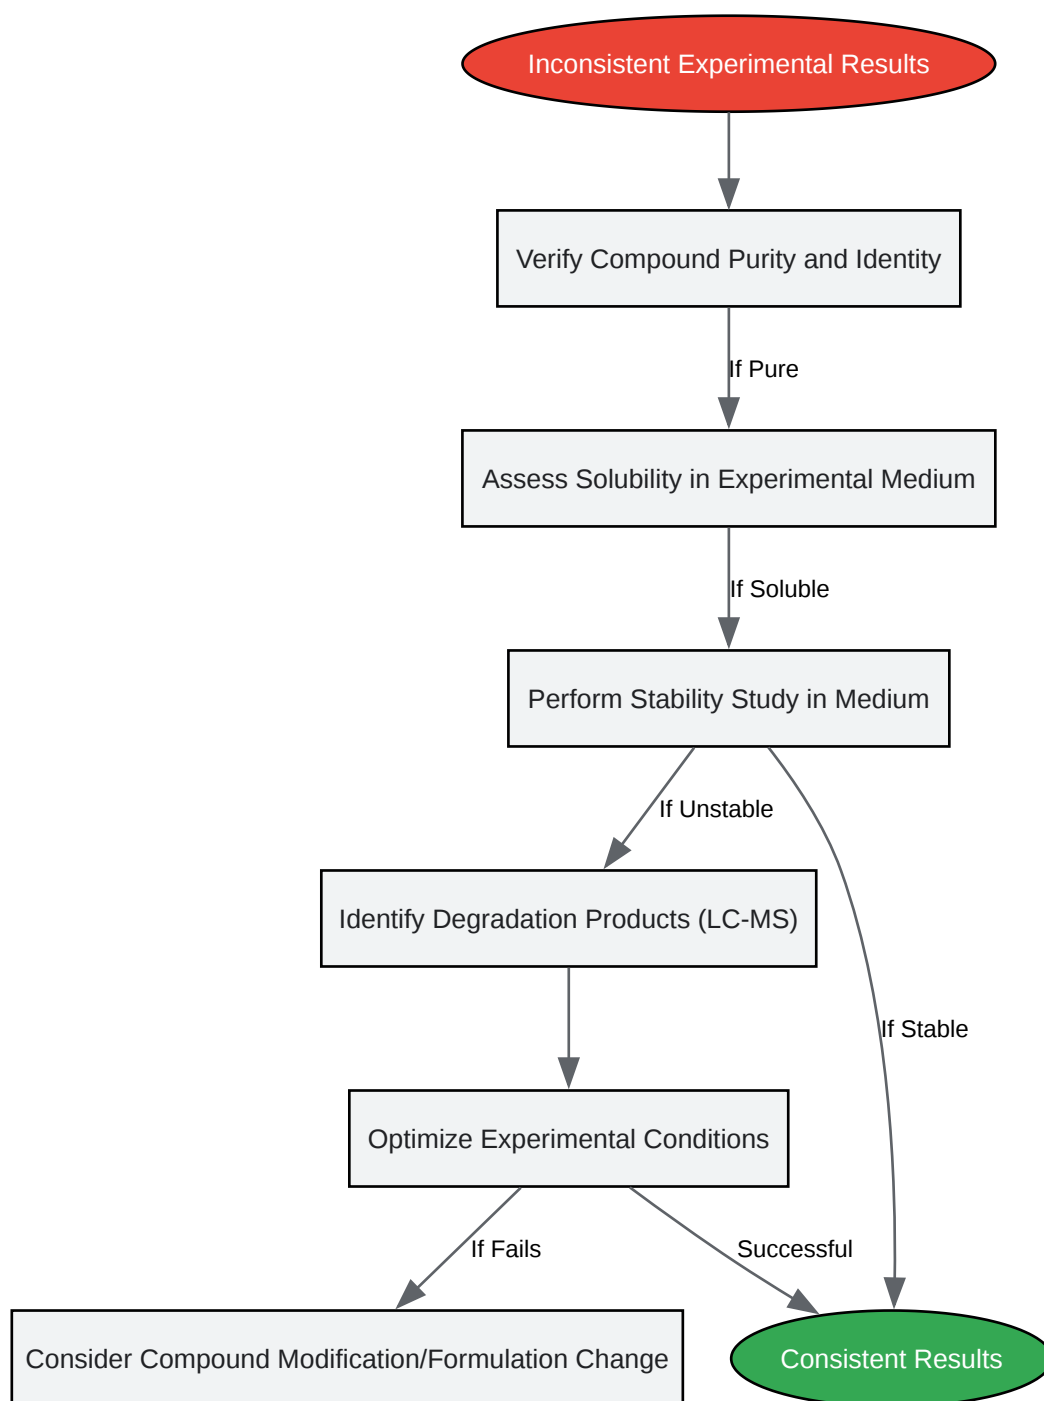 Inconsistent Experimental Results
Verify Compound Purity and Identity
If Pure
Assess Solubility in Experimental Medium
If Soluble
Perform Stability Study in Medium
If Unstable
Identify Degradation Products (LC-MS)
If Stable
Optimize Experimental Conditions
If Fails
Successful
Consider Compound Modification/Formulation Change
Consistent Results